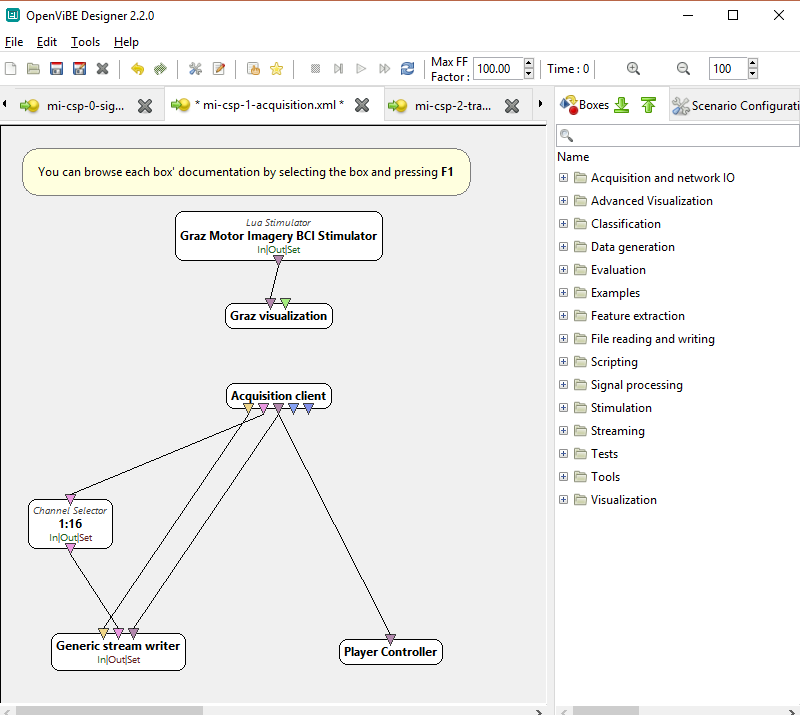 OpenViBE Designer 2.2.0
File Edit Tools Help
Max FF
Factor : 100.00 Time : 0 100
mi-csp-0-sig... * mi-csp-1-acquisition.xml * mi-csp-2-tra... Boxes Scenario Configurati
You can browse each box' documentation by selecting the box and pressing F1
Lua Stimulator
Graz Motor Imagery BCI Stimulator
In|Out|Set
Graz visualization
Acquisition client
Channel Selector
1:16
In|Out|Set
Generic stream writer
In|Out|Set
Player Controller
Name
Acquisition and network IO
Advanced Visualization
Classification
Data generation
Evaluation
Examples
Feature extraction
File reading and writing
Scripting
Signal processing
Stimulation
Streaming
Tests
Tools
Visualization